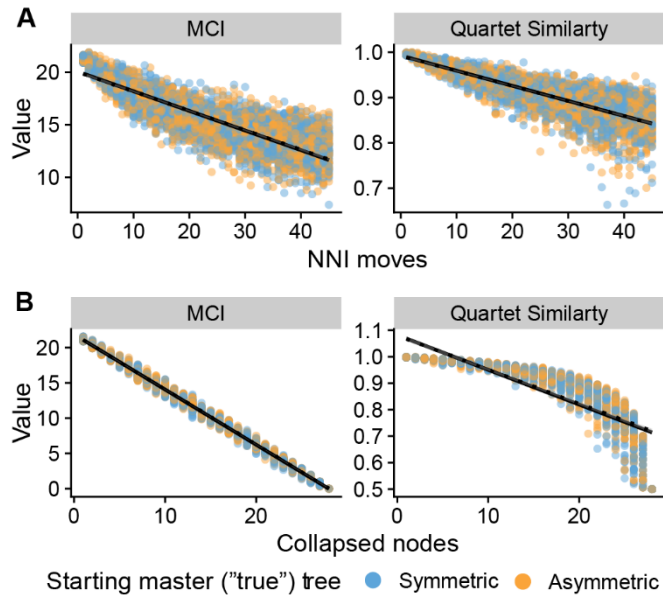 A
MCI
Quartet Similarty
Value
20
15
10
1.0
0.9
0.8
0.7
0 10 20 30 40
0 10 20 30 40
NNI moves
B
MCI
Quartet Similarty
Value
20
15
10
5
0
1.1
1.0
0.9
0.8
0.7
0.6
0.5
0 10 20
0 10 20
Collapsed nodes
Starting master ("true") tree Symmetric Asymmetric